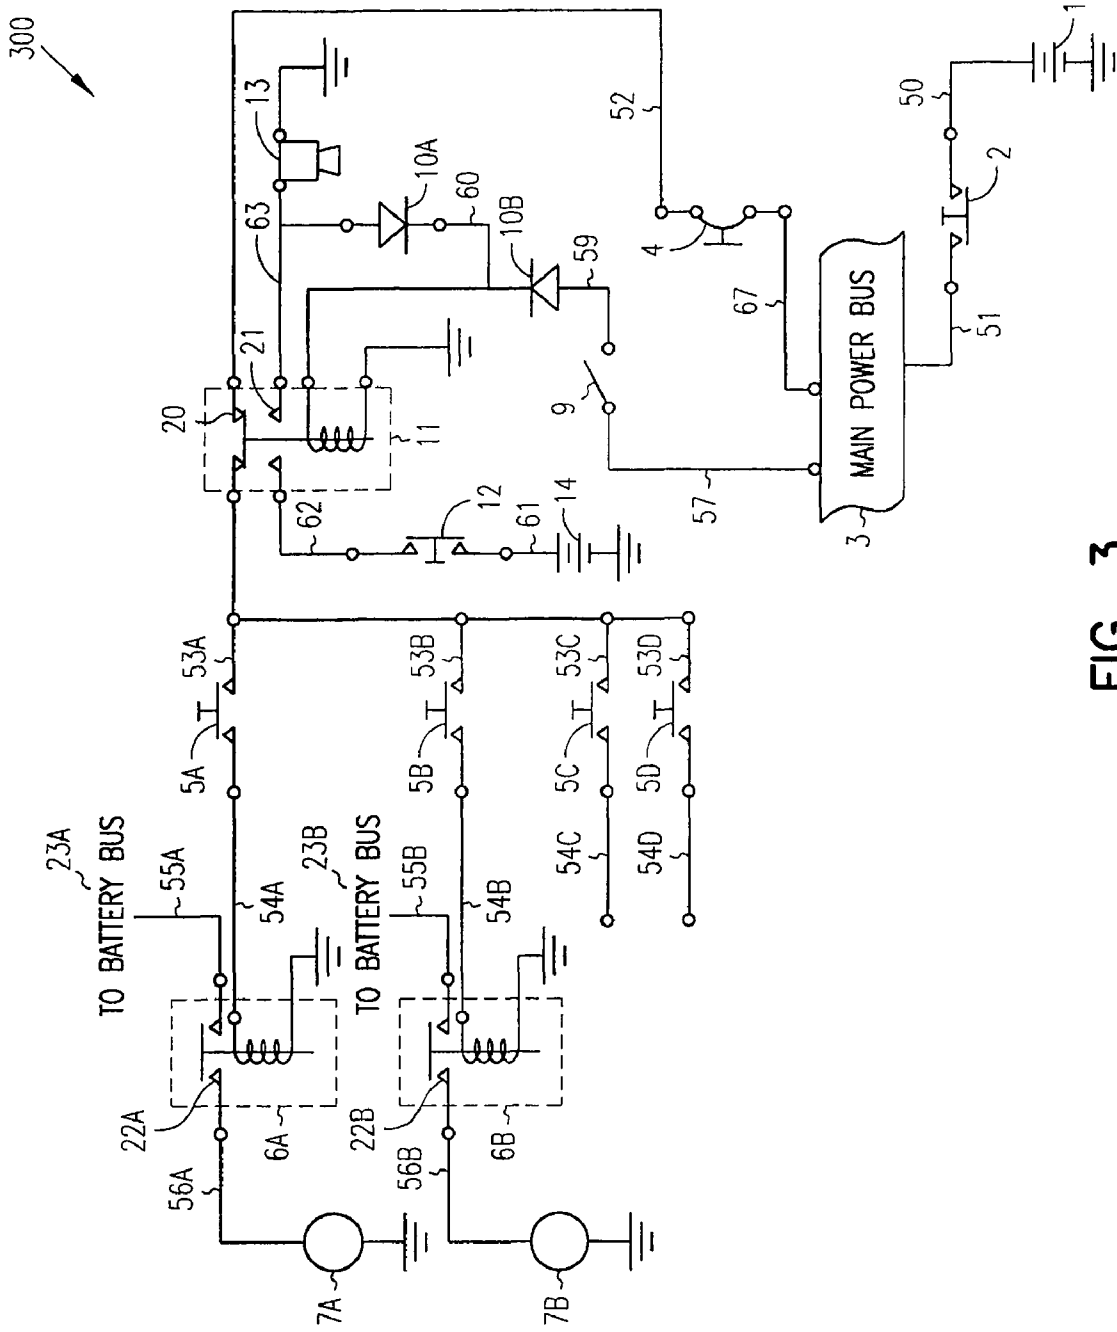 300
56A
22A
6A
7A
TO BATTERY BUS
23A
55A
54A
5A
53A
20
21
63
13
10A
60
10B
59
62
11
12
61
14
9
57
52
4
67
MAIN POWER BUS
3
51
50
2
1
56B
22B
6B
7B
TO BATTERY BUS
23B
55B
54B
5B
53B
54C
5C
53C
54D
5D
53D
FIG. 3